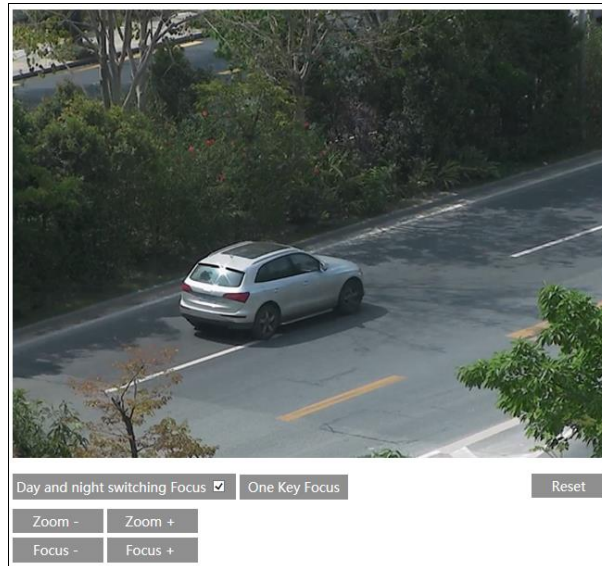 Day and night switching Focus One Key Focus Reset
Zoom - Zoom +
Focus - Focus +